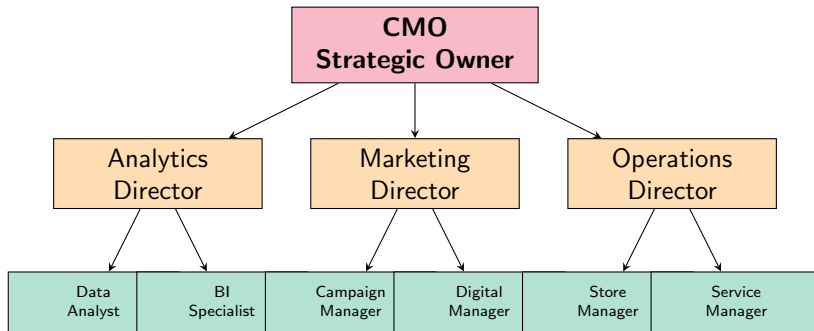 CMO
Strategic Owner
Analytics
Director
Marketing
Director
Operations
Director
Data
Analyst
BI
Specialist
Campaign
Manager
Digital
Manager
Store
Manager
Service
Manager